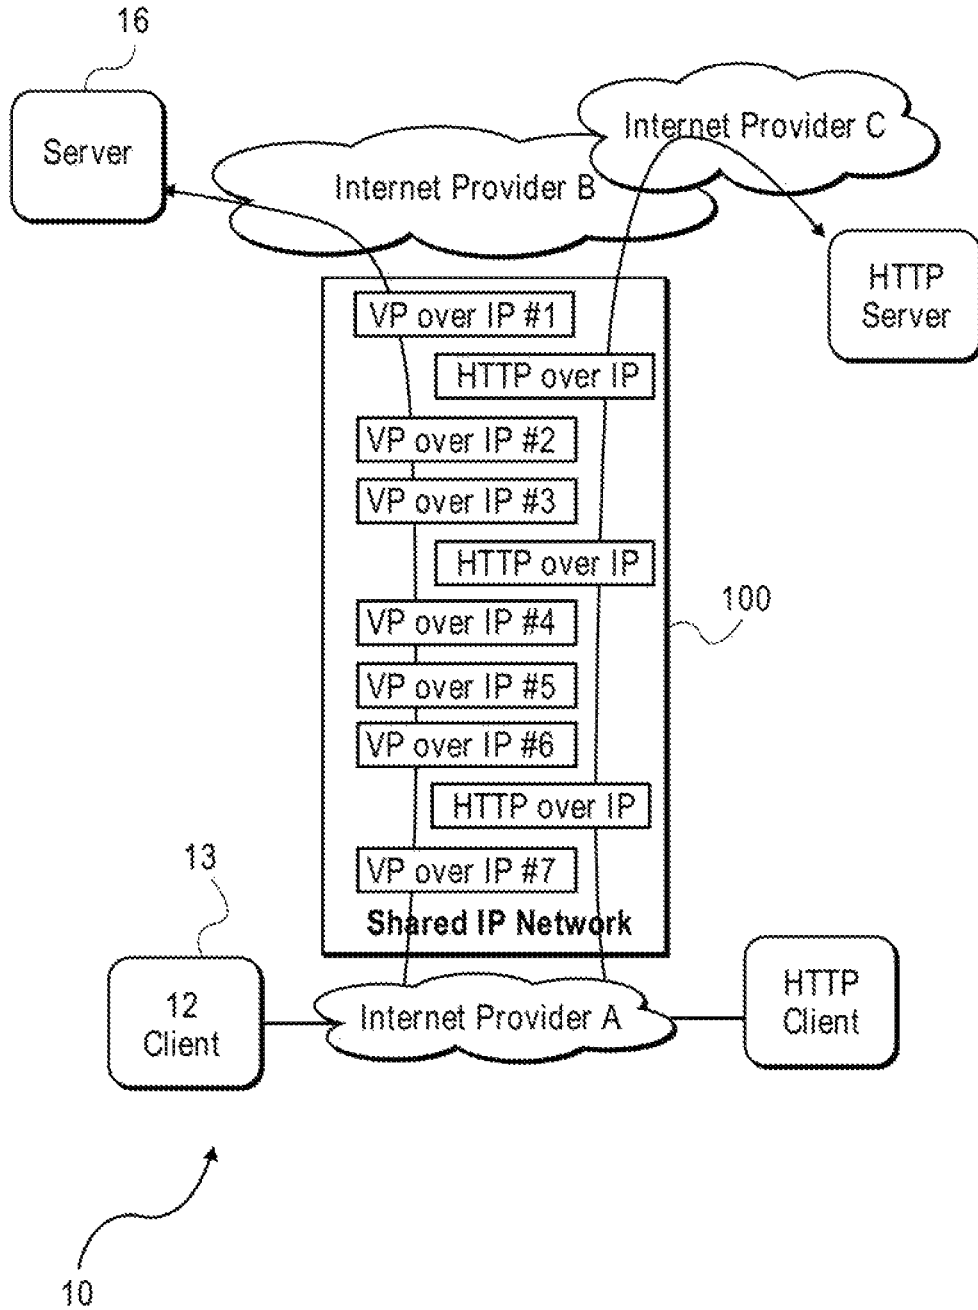 16
Server
Internet Provider C
Internet Provider B
HTTP
Server
VP over IP #1
HTTP over IP
VP over IP #2
VP over IP #3
HTTP over IP
VP over IP #4
100
VP over IP #5
VP over IP #6
HTTP over IP
13
VP over IP #7
Shared IP Network
12
Client
Internet Provider A
HTTP
Client
10